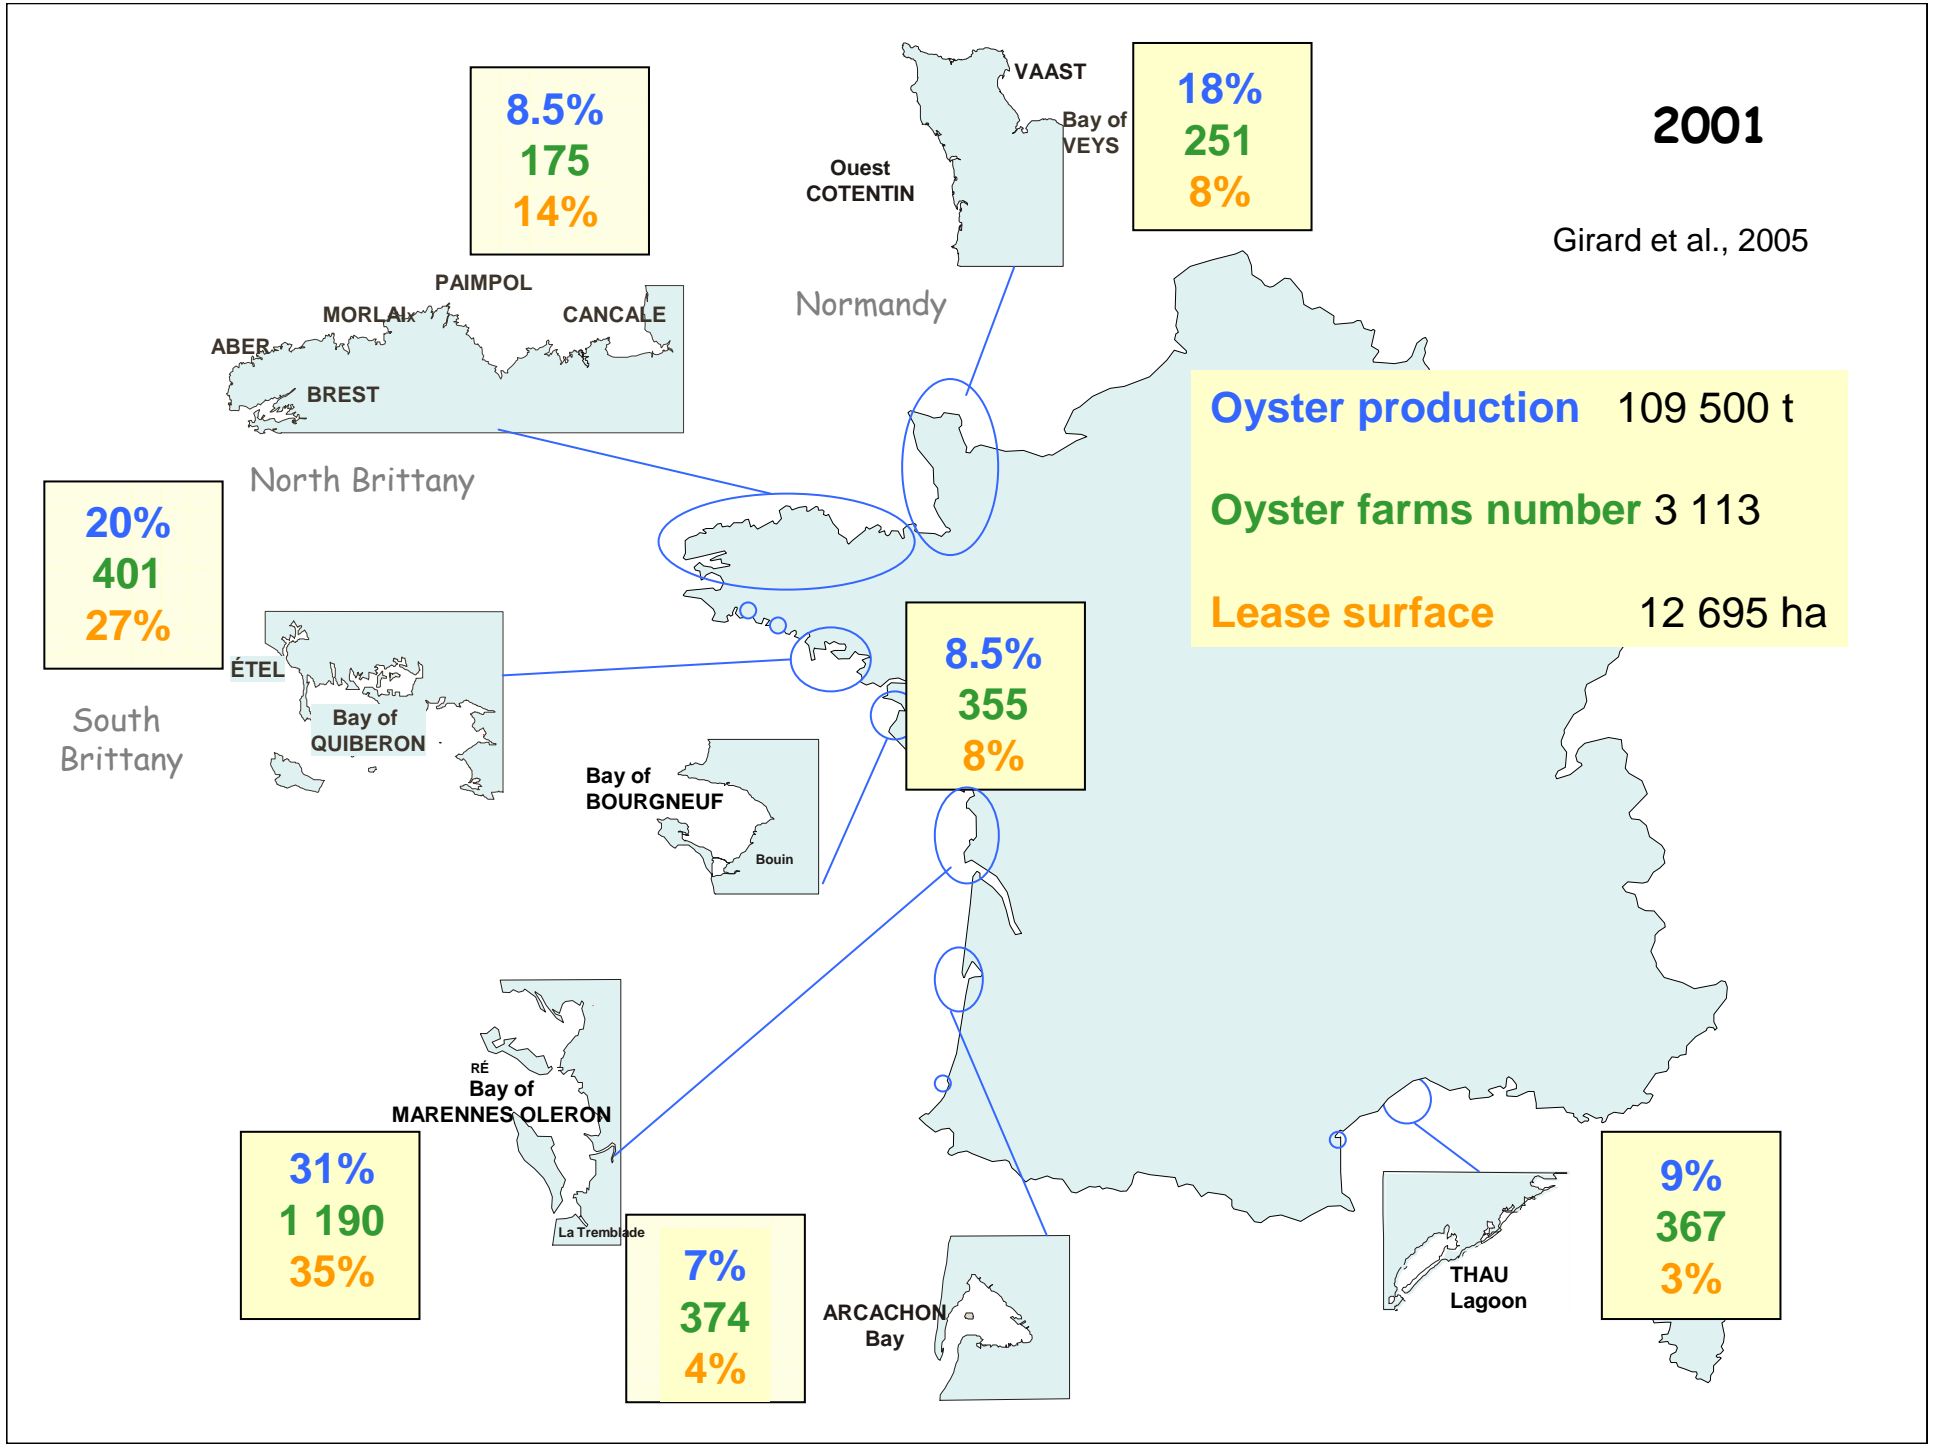 2001
Girard et al., 2005
VAAST
Bay of
VEYS
Ouest
COTENTIN
18%
251
8%
Normandy
8.5%
175
14%
PAIMPOL
MORLAIx
CANCALE
ABER
BREST
North Brittany
Oyster production 109 500 t
Oyster farms number 3 113
Lease surface 12 695 ha
20%
401
27%
ÉTEL
Bay of
QUIBERON
South
Brittany
8.5%
355
8%
Bay of
BOURGNEUF
Bouin
RÉ
Bay of
MARENNES OLERON
La Tremblade
31%
1 190
35%
7%
374
4%
ARCACHON
Bay
THAU
Lagoon
9%
367
3%